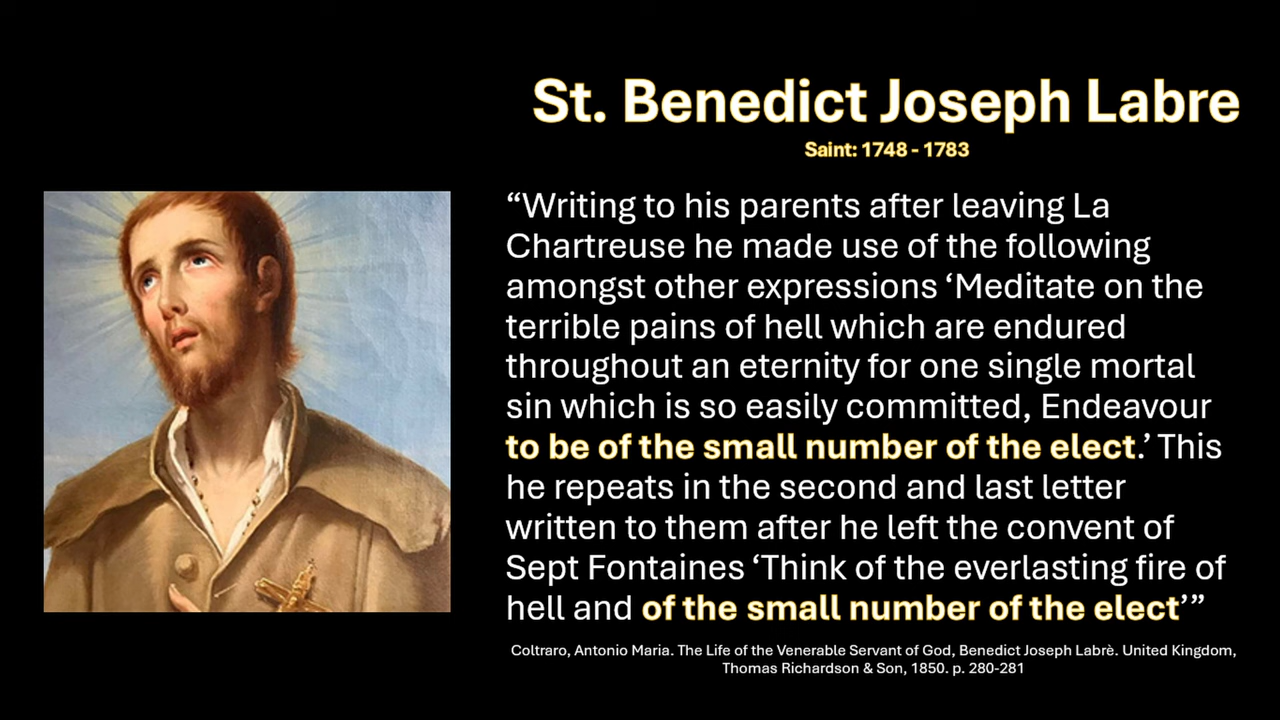 St. Benedict Joseph Labre
Saint: 1748 - 1783
“Writing to his parents after leaving La
Chartreuse he made use of the following
amongst other expressions ‘Meditate on the
terrible pains of hell which are endured
throughout an eternity for one single mortal
sin which is so easily committed, Endeavour
to be of the small number of the elect.’ This
he repeats in the second and last letter
written to them after he left the convent of
Sept Fontaines ‘Think of the everlasting fire of
hell and of the small number of the elect’”
Coltraro, Antonio Maria. The Life of the Venerable Servant of God, Benedict Joseph Labrè. United Kingdom,
Thomas Richardson & Son, 1850. p. 280-281